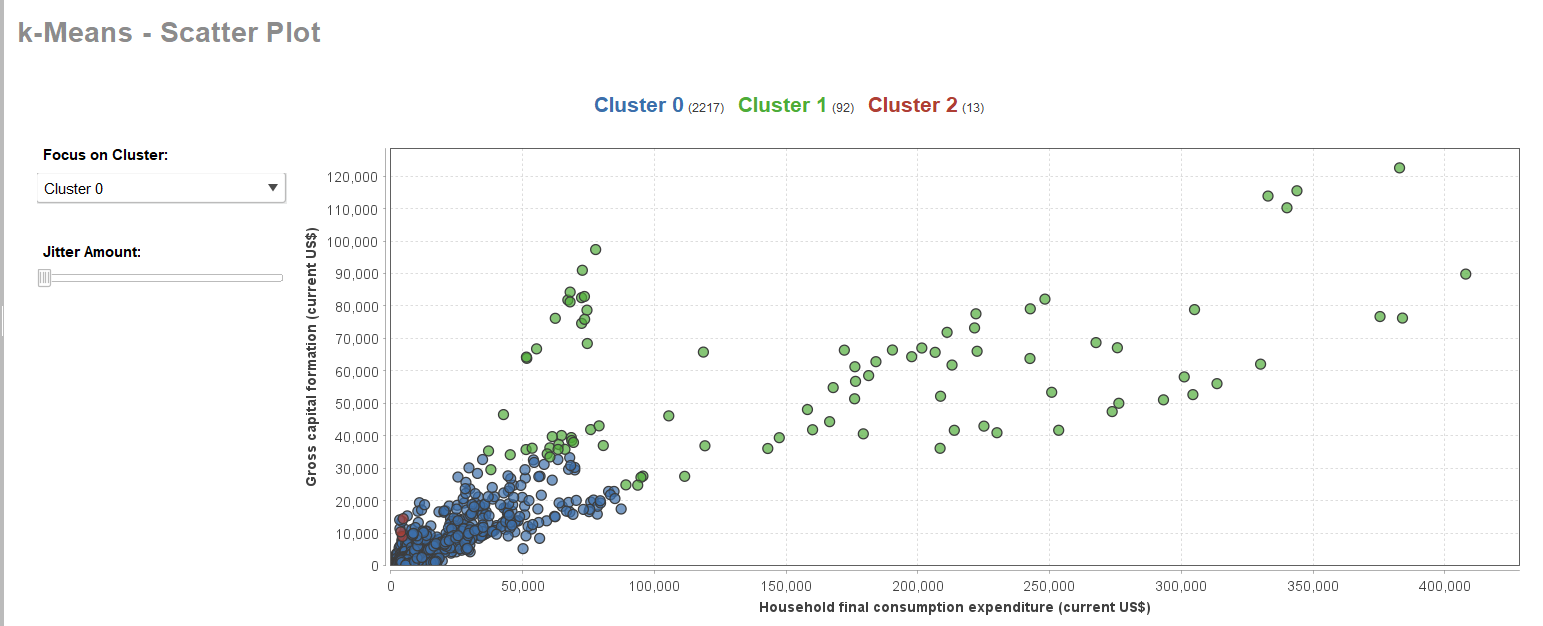 k-Means - Scatter Plot
Cluster 0 (2217) Cluster 1 (92) Cluster 2 (13)
Focus on Cluster:
Cluster 0
Jitter Amount:
Gross capital formation (current US$)
120,000
110,000
100,000
90,000
80,000
70,000
60,000
50,000
40,000
30,000
20,000
10,000
0
0 50,000 100,000 150,000 200,000 250,000 300,000 350,000 400,000
Household final consumption expenditure (current US$)